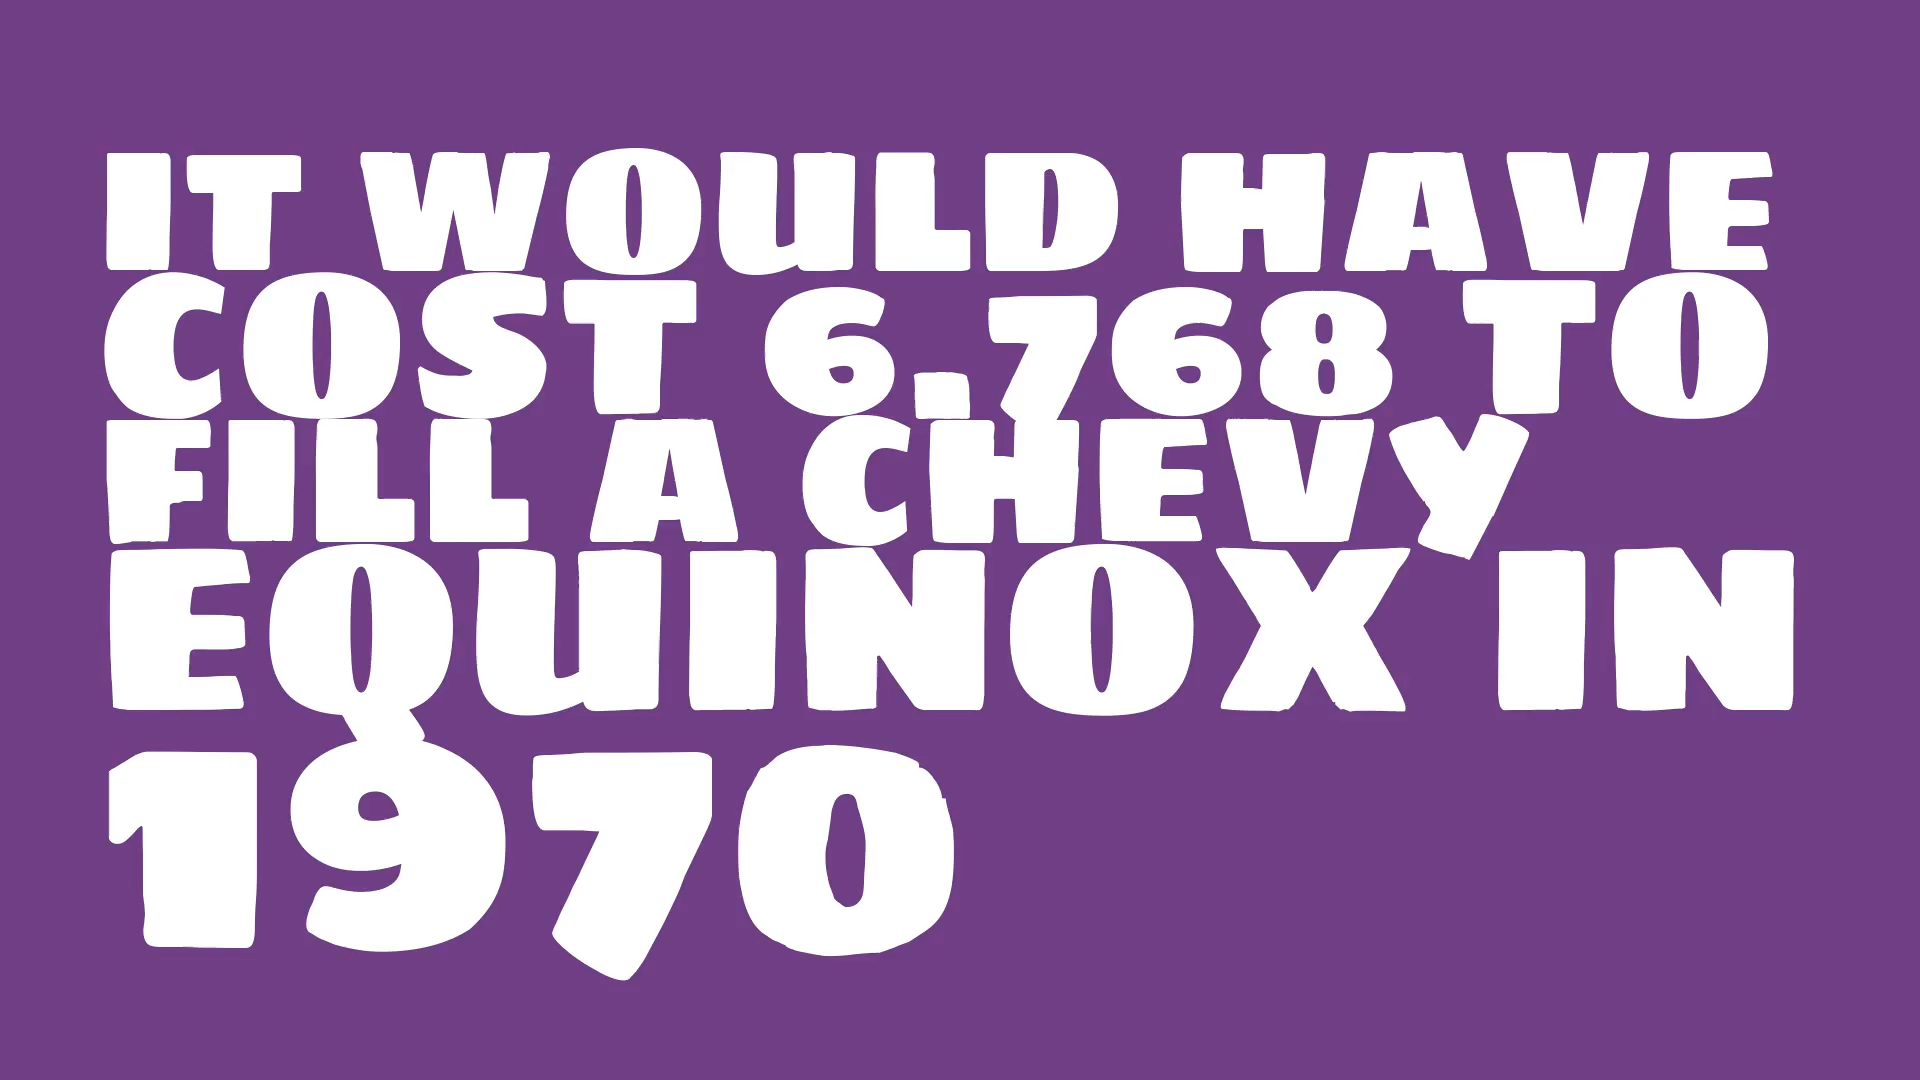 IT WOULD HAVE
COST 6.768 TO
FILL A CHEVY
EQUINOX IN
1970